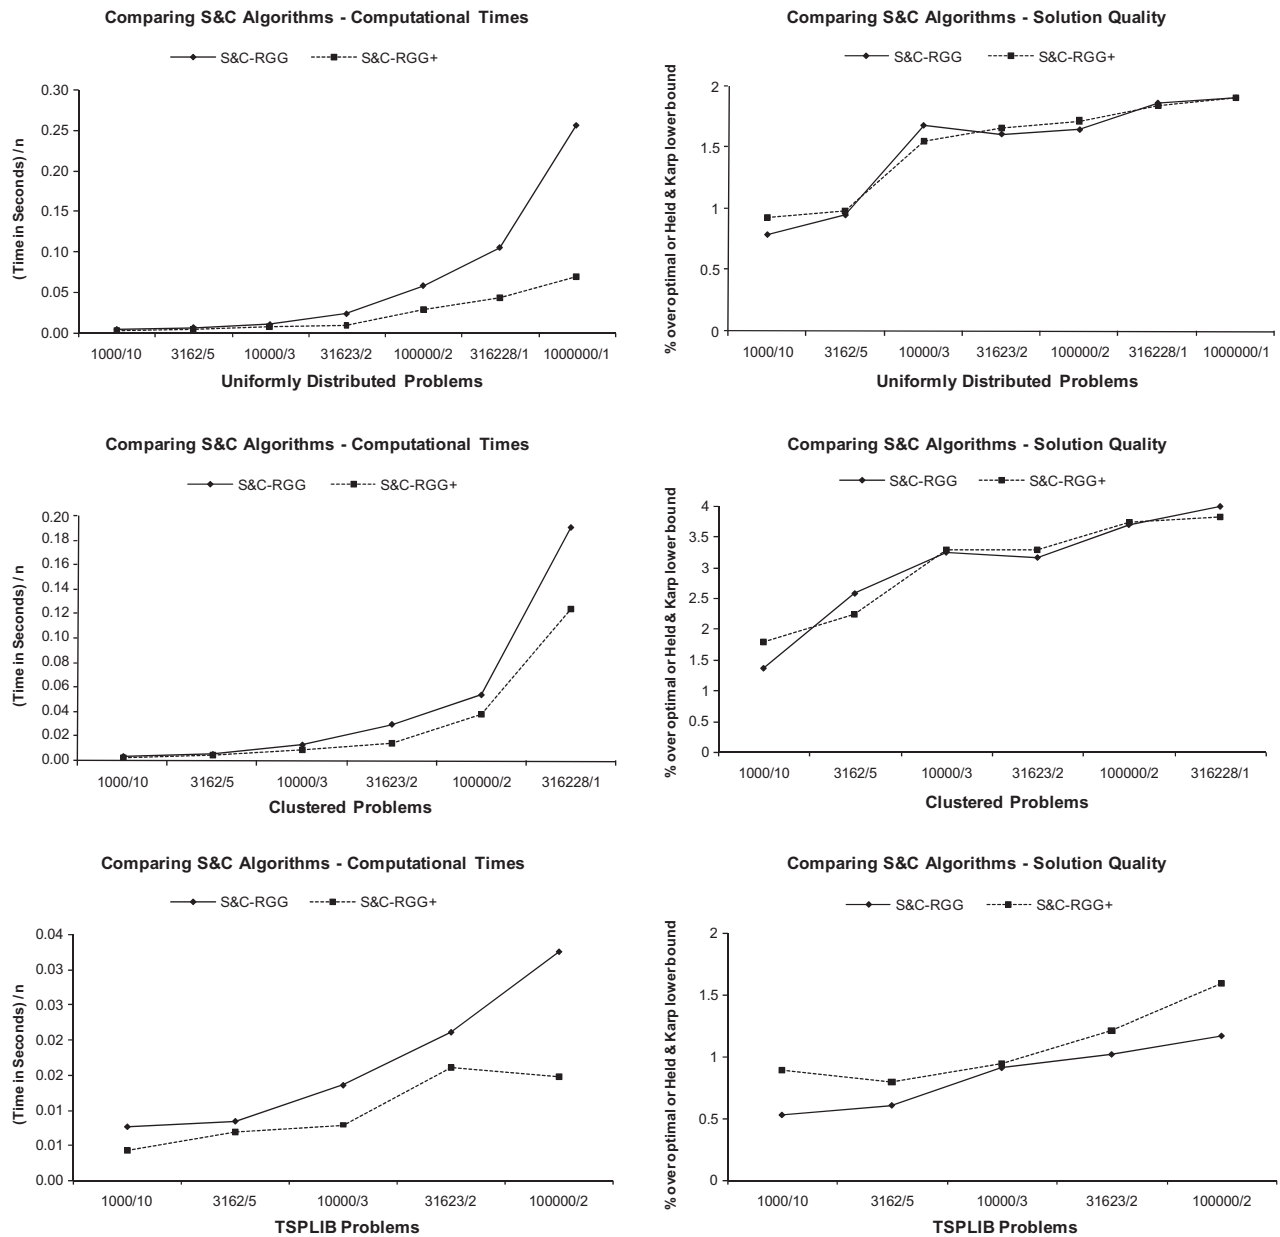 Comparing S&C Algorithms - Computational Times
S&C-RGG
S&C-RGG+
(Time in Seconds) / n
0.30
0.25
0.20
0.15
0.10
0.05
0.00
1000/10 3162/5 10000/3 31623/2 100000/2 316228/1 1000000/1
Uniformly Distributed Problems
Comparing S&C Algorithms - Solution Quality
S&C-RGG
S&C-RGG+
% over optimal or Held & Karp lowerbound
2
1.5
1
0.5
0
1000/10 3162/5 10000/3 31623/2 100000/2 316228/1 1000000/1
Uniformly Distributed Problems
Comparing S&C Algorithms - Computational Times
S&C-RGG
S&C-RGG+
(Time in Seconds) / n
0.20
0.18
0.16
0.14
0.12
0.10
0.08
0.06
0.04
0.02
0.00
1000/10 3162/5 10000/3 31623/2 100000/2 316228/1
Clustered Problems
Comparing S&C Algorithms - Solution Quality
S&C-RGG
S&C-RGG+
% over optimal or Held & Karp lowerbound
4
3.5
3
2.5
2
1.5
1
0.5
0
1000/10 3162/5 10000/3 31623/2 100000/2 316228/1
Clustered Problems
Comparing S&C Algorithms - Computational Times
S&C-RGG
S&C-RGG+
(Time in Seconds) / n
0.04
0.03
0.03
0.02
0.02
0.01
0.01
0.00
1000/10 3162/5 10000/3 31623/2 100000/2
TSPLIB Problems
Comparing S&C Algorithms - Solution Quality
S&C-RGG
S&C-RGG+
% over optimal or Held & Karp lowerbound
2
1.5
1
0.5
0
1000/10 3162/5 10000/3 31623/2 100000/2
TSPLIB Problems